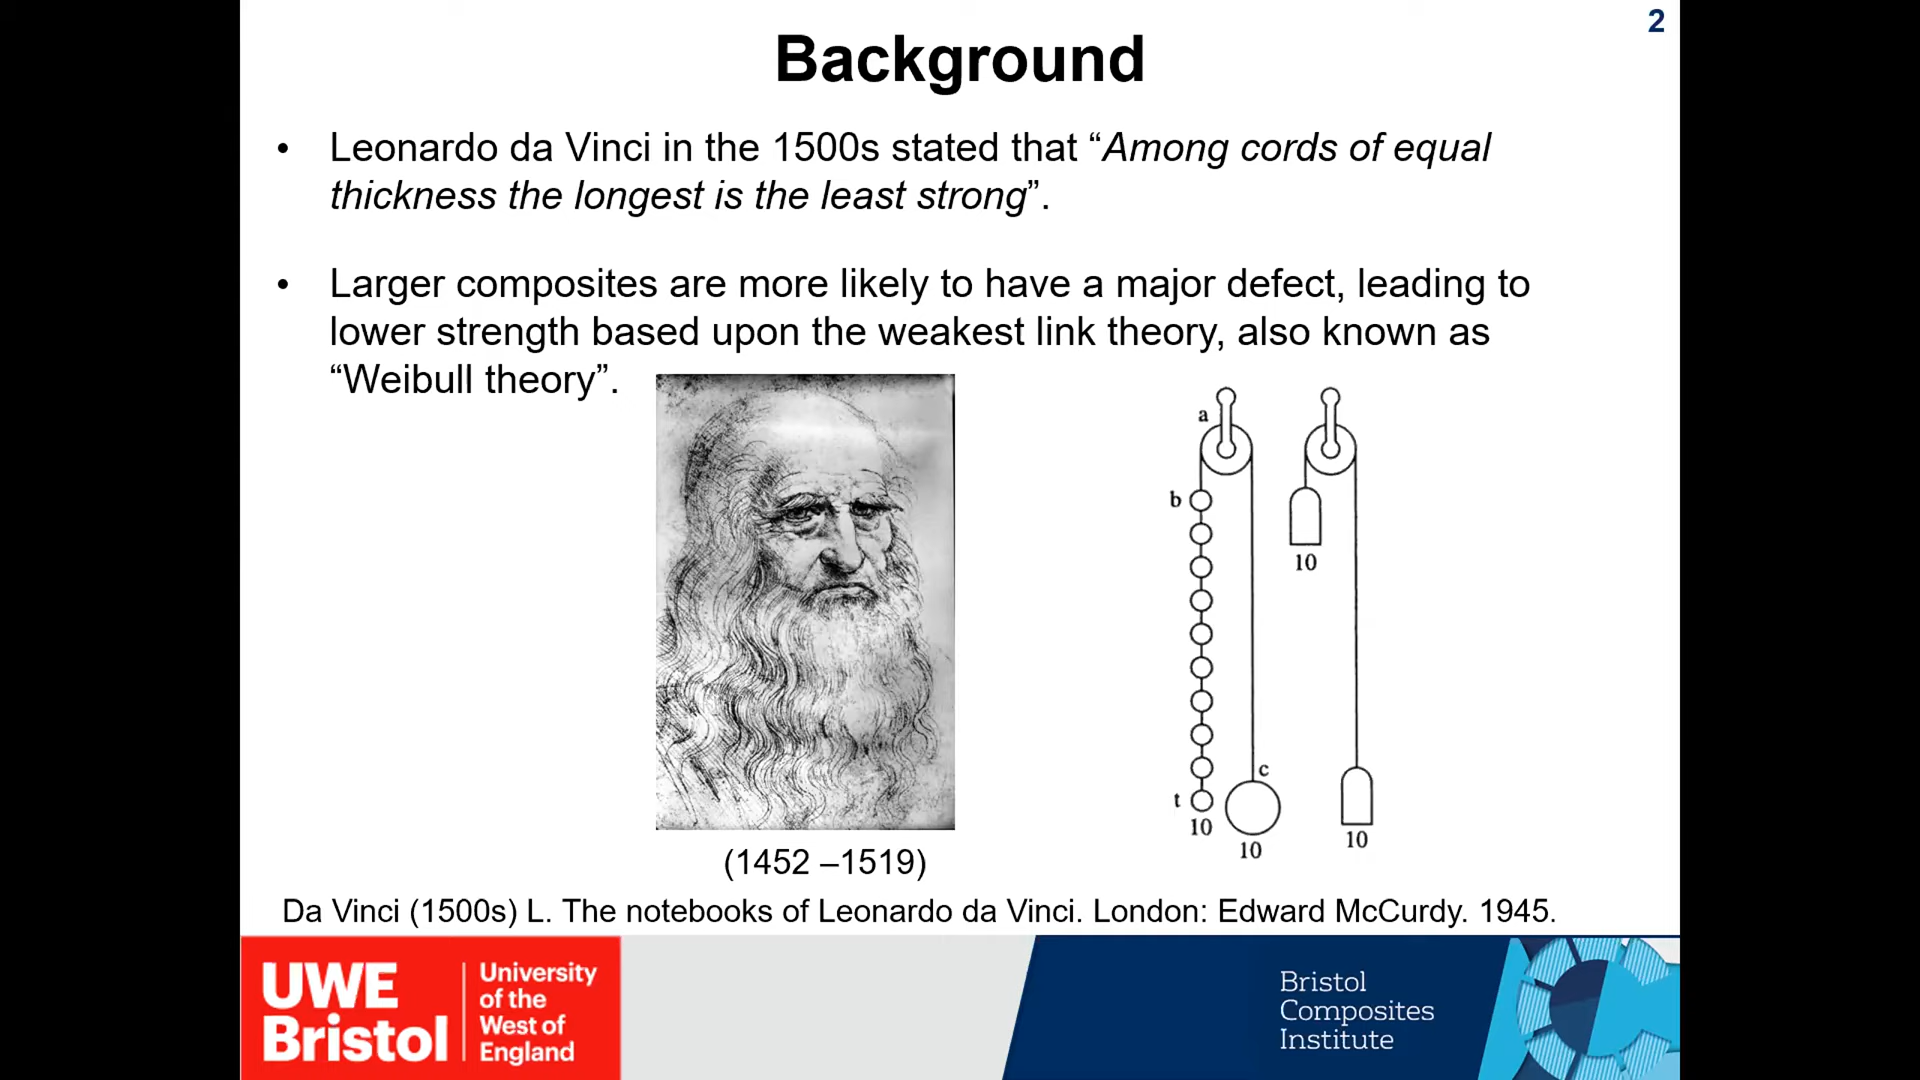 2
Background
• Leonardo da Vinci in the 1500s stated that “Among cords of equal
thickness the longest is the least strong”.
• Larger composites are more likely to have a major defect, leading to
lower strength based upon the weakest link theory, also known as
“Weibull theory”.
a
b
10
c
t
10
10
10
(1452 –1519)
Da Vinci (1500s) L. The notebooks of Leonardo da Vinci. London: Edward McCurdy. 1945.
UWE
Bristol
University
of the
West of
England
Bristol
Composites
Institute